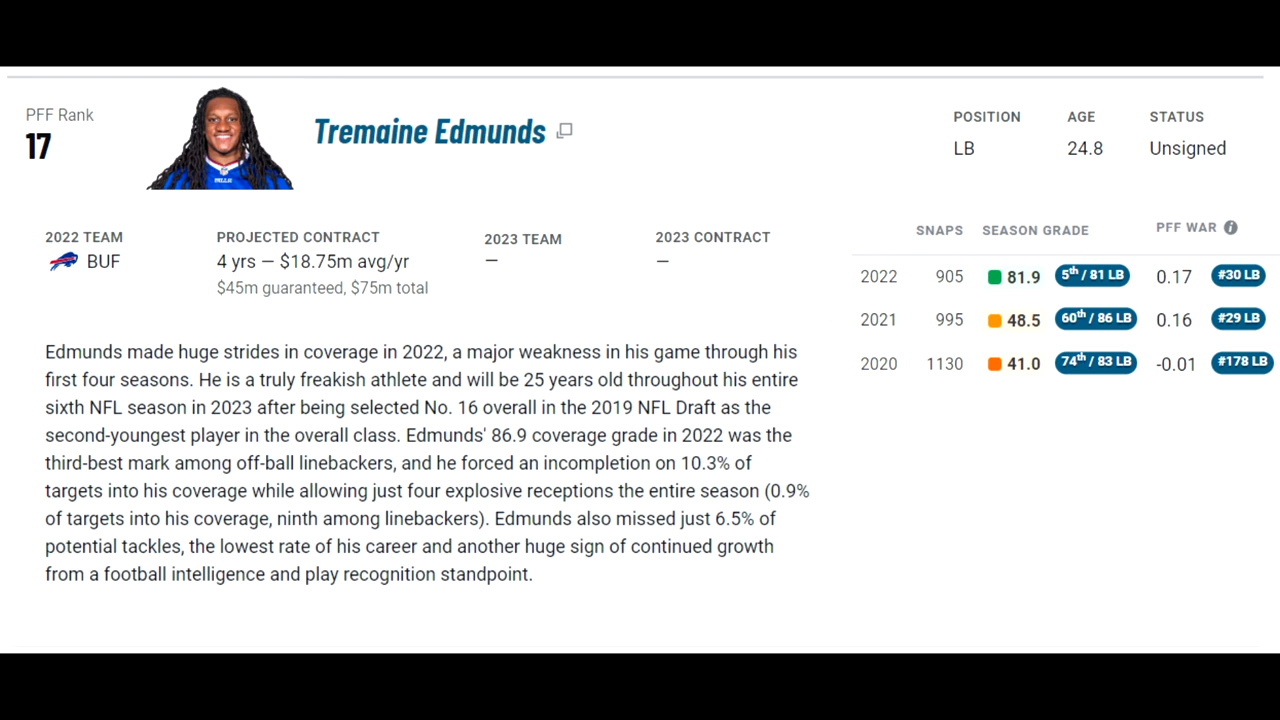 PFF Rank
17
Tremaine Edmunds
POSITION AGE STATUS
LB 24.8 Unsigned
2022 TEAM PROJECTED CONTRACT 2023 TEAM 2023 CONTRACT
BUF 4 yrs — $18.75m avg/yr — —
$45m guaranteed, $75m total
SNAPS SEASON GRADE PFF WAR i
2022 905 81.9 5th / 81 LB 0.17 #30 LB
2021 995 48.5 60th / 86 LB 0.16 #29 LB
2020 1130 41.0 74th / 83 LB -0.01 #178 LB
Edmunds made huge strides in coverage in 2022, a major weakness in his game through his
first four seasons. He is a truly freakish athlete and will be 25 years old throughout his entire
sixth NFL season in 2023 after being selected No. 16 overall in the 2019 NFL Draft as the
second-youngest player in the overall class. Edmunds' 86.9 coverage grade in 2022 was the
third-best mark among off-ball linebackers, and he forced an incompletion on 10.3% of
targets into his coverage while allowing just four explosive receptions the entire season (0.9%
of targets into his coverage, ninth among linebackers). Edmunds also missed just 6.5% of
potential tackles, the lowest rate of his career and another huge sign of continued growth
from a football intelligence and play recognition standpoint.